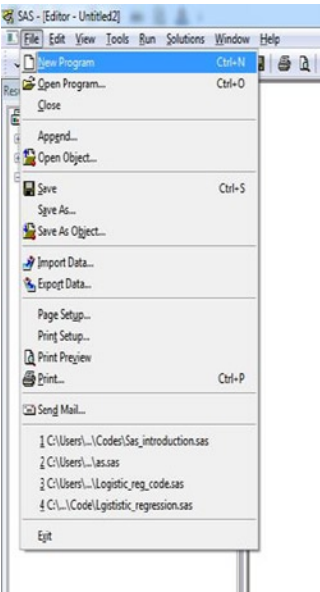 SAS - [Editor - Untitled2]
File Edit View Tools Run Solutions Window Help
New Program Ctrl+N
Open Program... Ctrl+O
Close
Append...
Open Object...
Save Ctrl+S
Save As...
Save As Object...
Import Data...
Export Data...
Page Setup...
Print Setup...
Print Preview
Print... Ctrl+P
Send Mail...
1 C:\Users\...\Codes\Sas_introduction.sas
2 C:\Users\...\as.sas
3 C:\Users\...\Logistic_reg_code.sas
4 C:\...\Code\Lgististic_regression.sas
Exit
Res